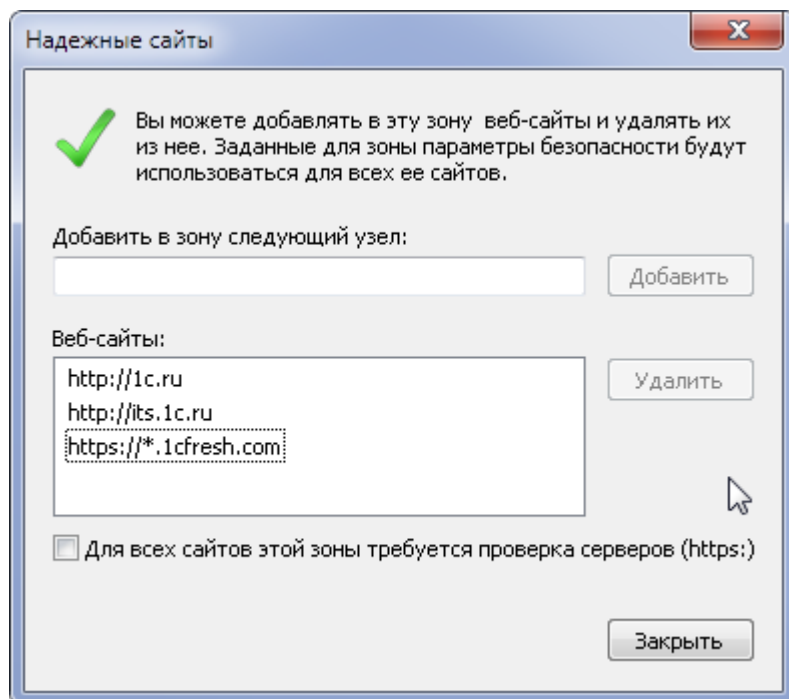 Надежные сайты
Вы можете добавлять в эту зону веб-сайты и удалять их
из нее. Заданные для зоны параметры безопасности будут
использоваться для всех ее сайтов.
Добавить в зону следующий узел:
Добавить
Веб-сайты:
http://1c.ru
http://its.1c.ru
https://*.1cfresh.com
Удалить
Для всех сайтов этой зоны требуется проверка серверов (https:)
Закрыть